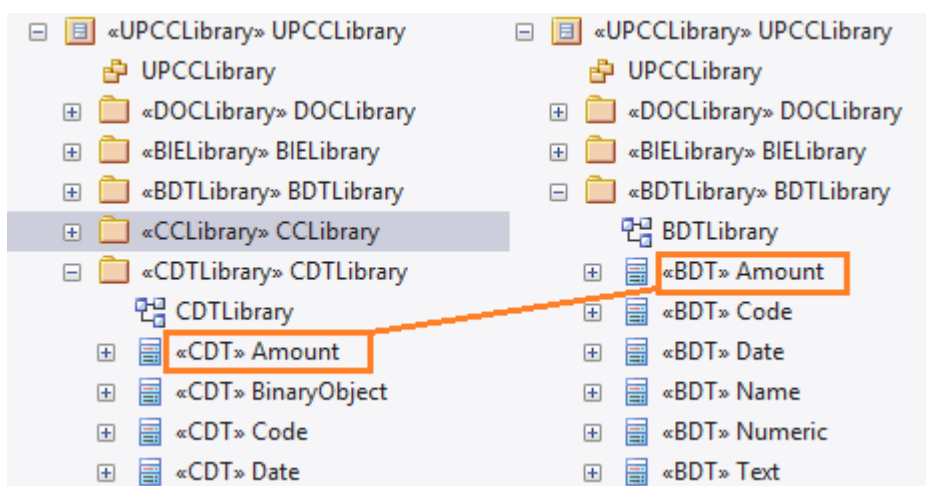 «UPCCLibrary» UPCCLibrary
UPCCLibrary
«DOCLibrary» DOCLibrary
«BIELibrary» BIELibrary
«BDTLibrary» BDTLibrary
«CCLibrary» CCLibrary
«CDTLibrary» CDTLibrary
CDTLibrary
«CDT» Amount
«CDT» BinaryObject
«CDT» Code
«CDT» Date
«UPCCLibrary» UPCCLibrary
UPCCLibrary
«DOCLibrary» DOCLibrary
«BIELibrary» BIELibrary
«BDTLibrary» BDTLibrary
BDTLibrary
«BDT» Amount
«BDT» Code
«BDT» Date
«BDT» Name
«BDT» Numeric
«BDT» Text